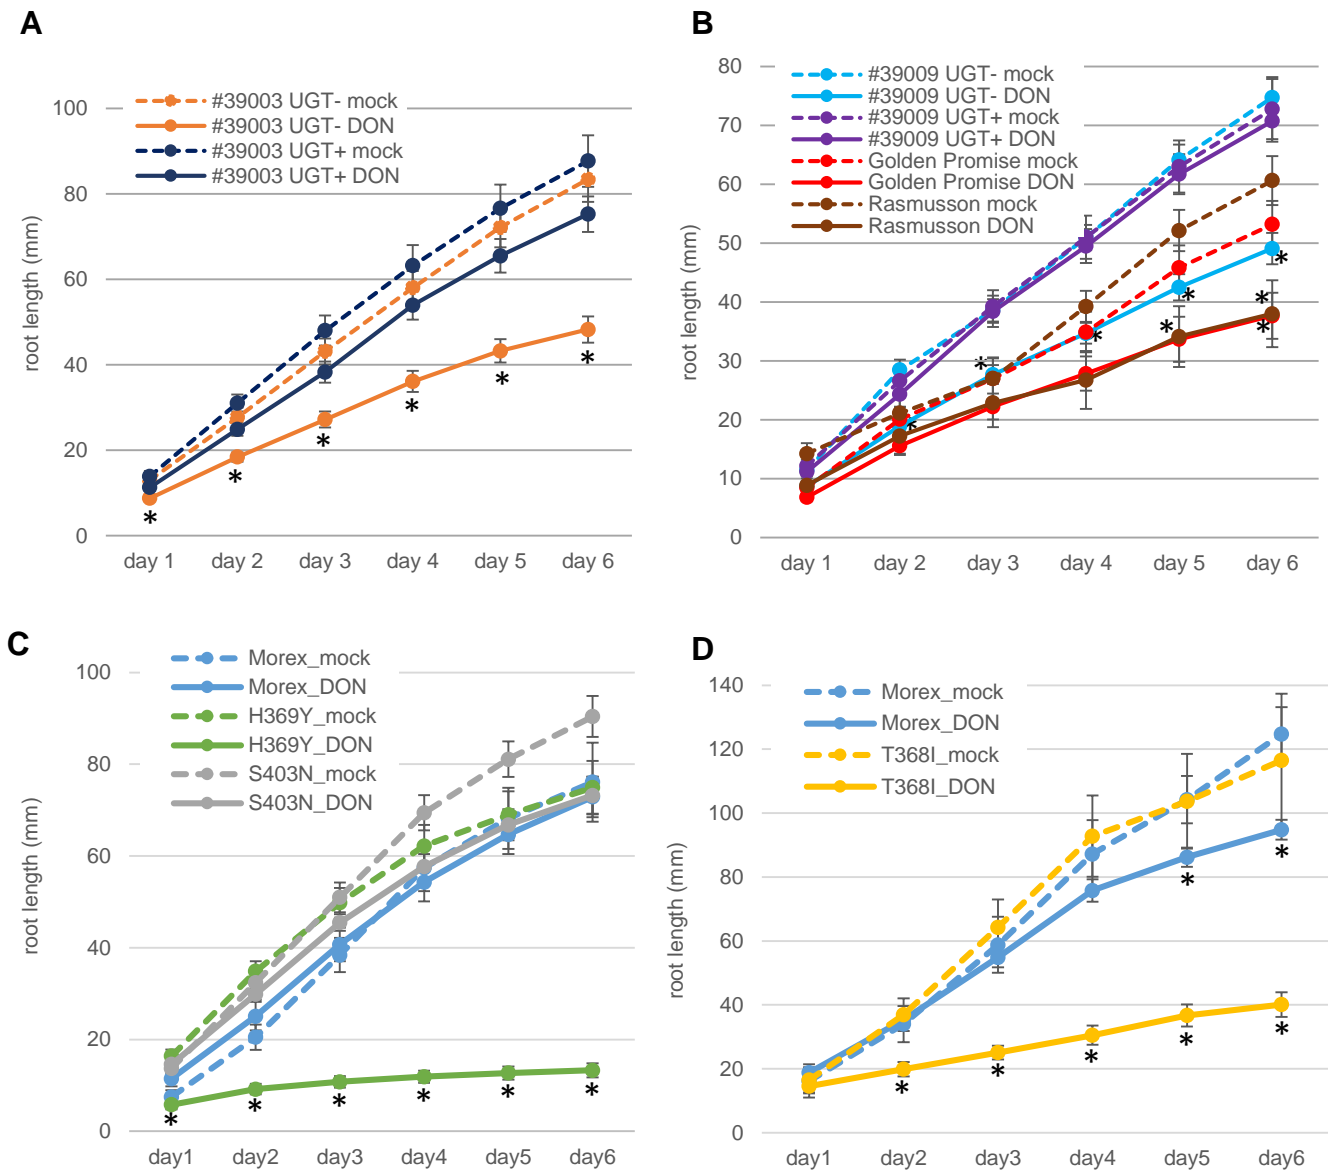 A
#39003 UGT- mock
#39003 UGT- DON
#39003 UGT+ mock
#39003 UGT+ DON
root length (mm)
100
80
60
40
20
0
* * * * * *
day 1 day 2 day 3 day 4 day 5 day 6
B
#39009 UGT- mock
#39009 UGT- DON
#39009 UGT+ mock
#39009 UGT+ DON
Golden Promise mock
Golden Promise DON
Rasmusson mock
Rasmusson DON
root length (mm)
80
70
60
50
40
30
20
10
0
* * * * * * * *
day 1 day 2 day 3 day 4 day 5 day 6
C
Morex_mock
Morex_DON
H369Y_mock
H369Y_DON
S403N_mock
S403N_DON
root length (mm)
100
80
60
40
20
0
* * * * * *
day1 day2 day3 day4 day5 day6
D
Morex_mock
Morex_DON
T368I_mock
T368I_DON
root length (mm)
140
120
100
80
60
40
20
0
* *
* * * * *
day1 day2 day3 day4 day5 day6